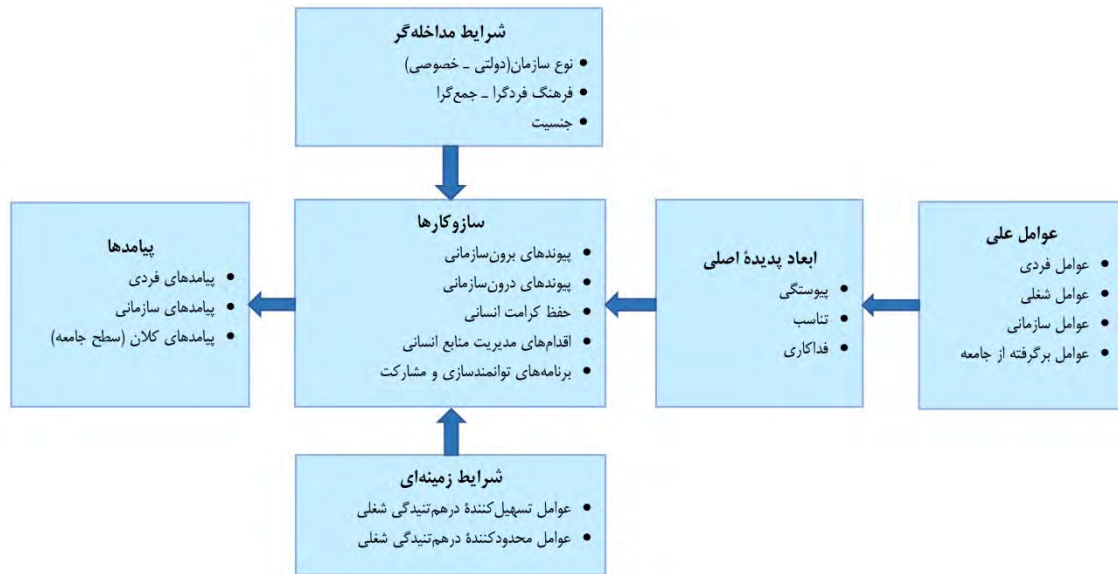 شرایط مداخله‌گر
• نوع سازمان(دولتی ـ خصوصی)
• فرهنگ فردگرا ـ جمع‌گرا
• جنسیت
عوامل علی
• عوامل فردی
• عوامل شغلی
• عوامل سازمانی
• عوامل برگرفته از جامعه
ابعاد پدیدهٔ اصلی
• پیوستگی
• تناسب
• فداکاری
سازوکارها
• پیوندهای برون‌سازمانی
• پیوندهای درون‌سازمانی
• حفظ کرامت انسانی
• اقدام‌های مدیریت منابع انسانی
• برنامه‌های توانمندسازی و مشارکت
پیامدها
• پیامدهای فردی
• پیامدهای سازمانی
• پیامدهای کلان (سطح جامعه)
شرایط زمینه‌ای
• عوامل تسهیل‌کنندهٔ درهم‌تنیدگی شغلی
• عوامل محدودکنندهٔ درهم‌تنیدگی شغلی